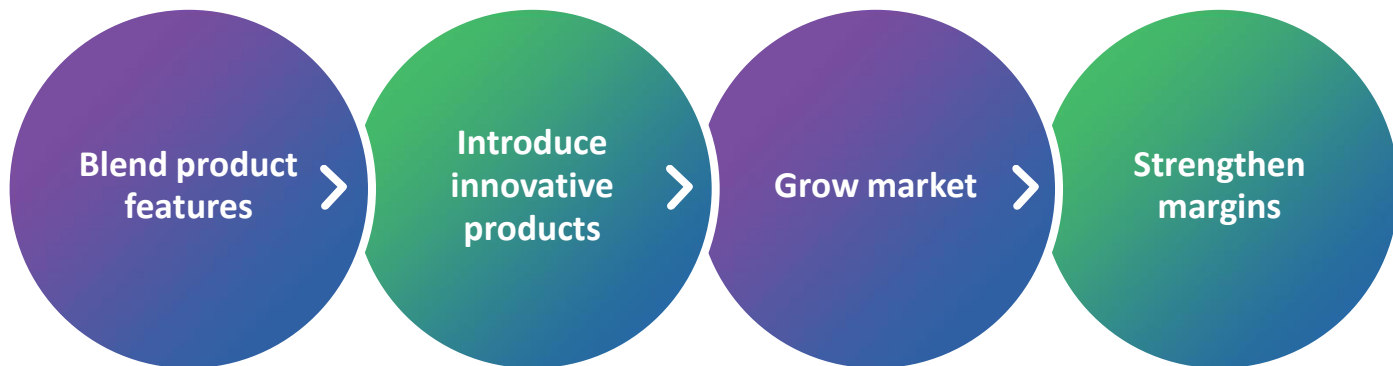 Blend product
features
Introduce
innovative
products
Grow market
Strengthen
margins